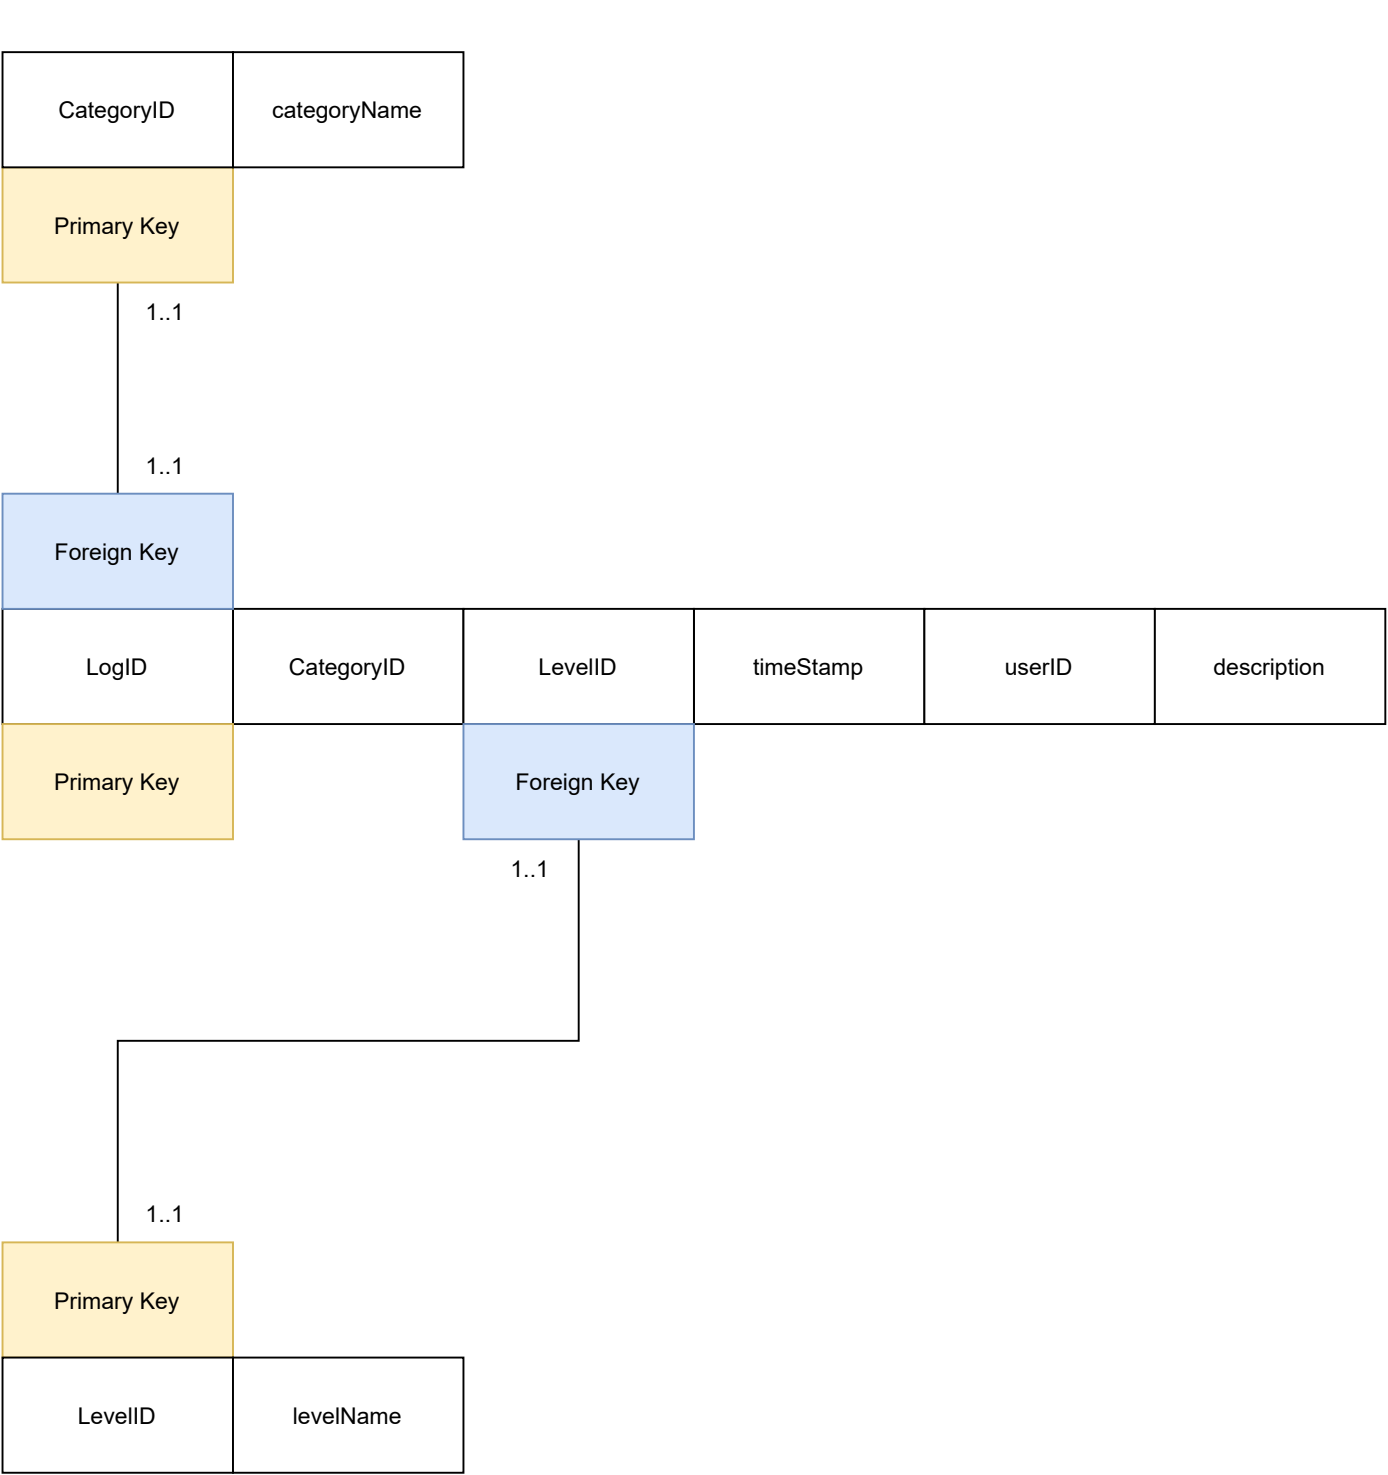 CategoryID categoryName
Primary Key
1..1
1..1
Foreign Key
LogID CategoryID LevelID timeStamp userID description
Primary Key Foreign Key
1..1
1..1
Primary Key
LevelID levelName